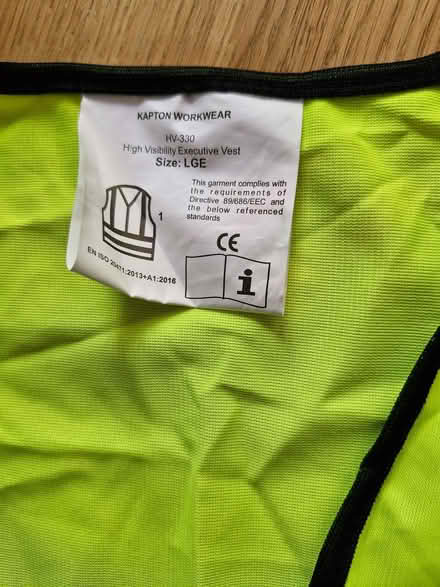 KAPTON WORKWEAR
HV-330
High Visibility Executive Vest
Size: LGE
This garment complies with
the requirements of
Directive 89/686/EEC and
the below referenced
standards
1
EN ISO 20471:2013+A1:2016
CE
i